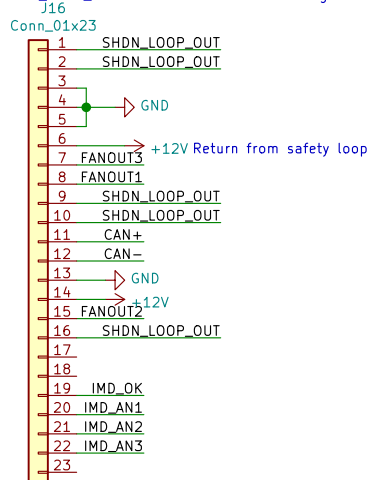 J16
Conn_01x23
1 SHDN_LOOP_OUT
2 SHDN_LOOP_OUT
3
4 GND
5
6 +12V Return from safety loop
7 FANOUT3
8 FANOUT1
9 SHDN_LOOP_OUT
10 SHDN_LOOP_OUT
11 CAN+
12 CAN-
13 GND
14 +12V
15 FANOUT2
16 SHDN_LOOP_OUT
17
18
19 IMD_OK
20 IMD_AN1
21 IMD_AN2
22 IMD_AN3
23